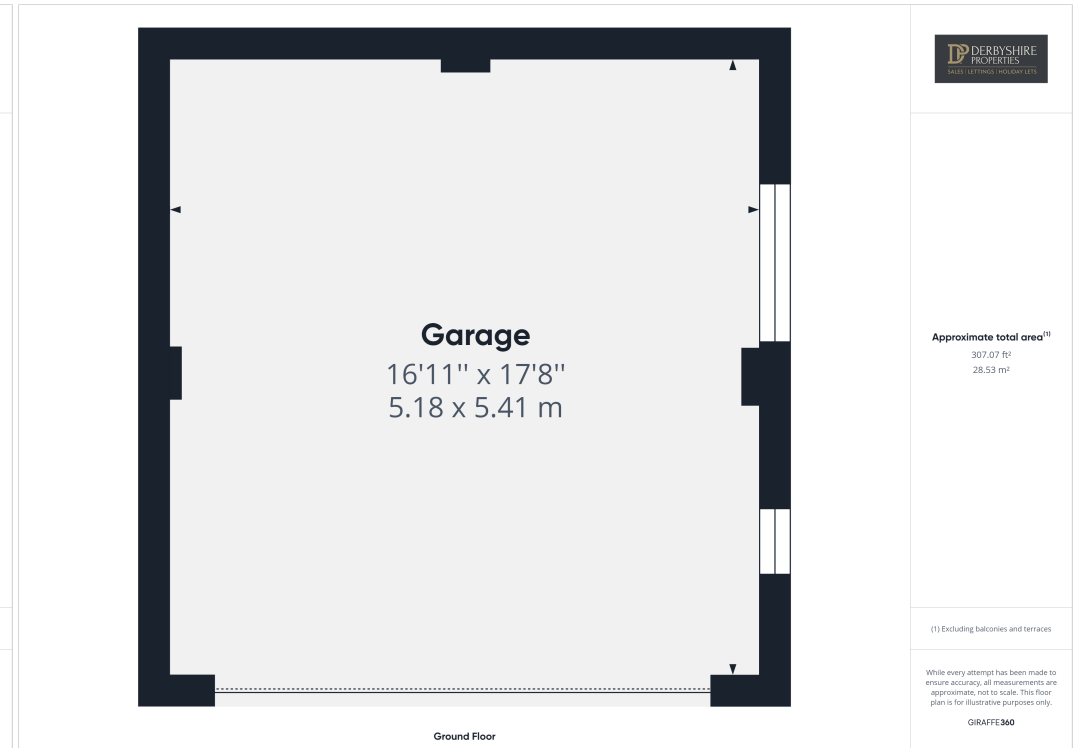 Garage
16'11'' x 17'8''
5.18 x 5.41 m
Ground Floor
DP DERBYSHIRE
PROPERTIES
SALES | LETTINGS | HOLIDAY LETS
Approximate total area(1)
307.07 ft²
28.53 m²
(1) Excluding balconies and terraces
While every attempt has been made to
ensure accuracy, all measurements are
approximate, not to scale. This floor
plan is for illustrative purposes only.
GIRAFFE360